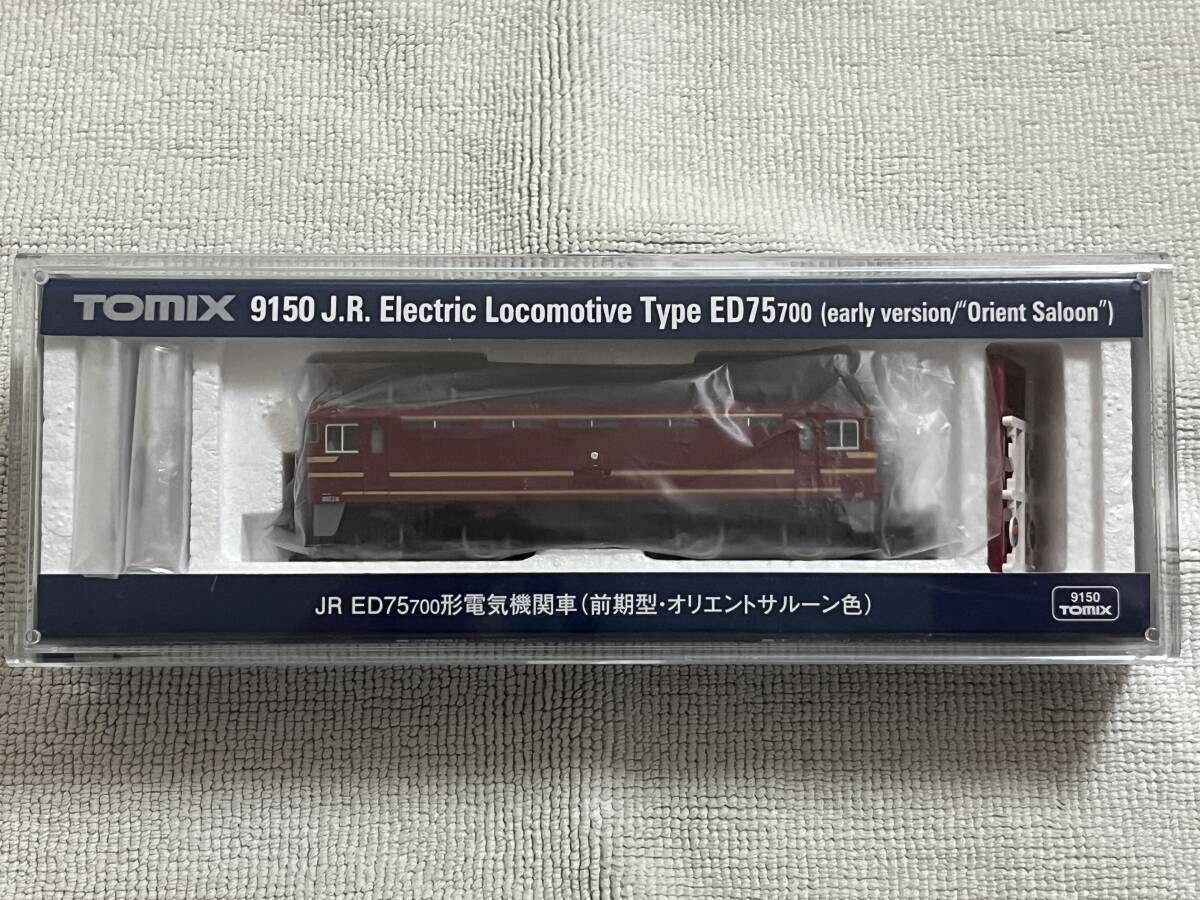 TOMIX 9150 J.R. Electric Locomotive Type ED75700 (early version/“Orient Saloon”)
JR ED75700形電気機関車(前期型・オリエントサルーン色)
9150
TOMIX